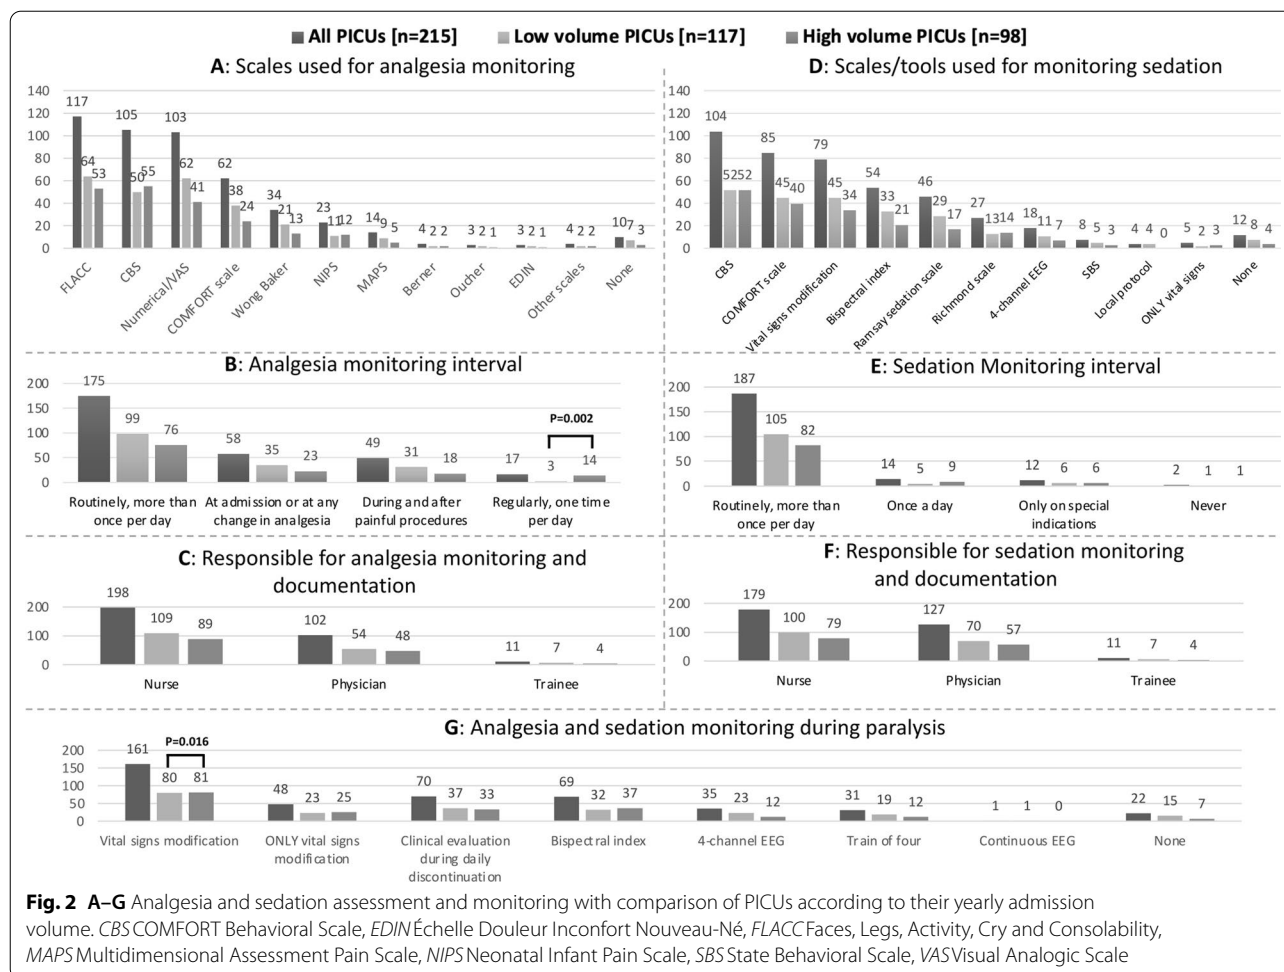 All PICUs [n=215] Low volume PICUs [n=117] High volume PICUs [n=98]
A: Scales used for analgesia monitoring
140
120
100
80
60
40
20
0
117 64 53
105 50 55
103 62 41
62 38 24
34 21 13
23 11 12
14 9 5
4 2 2
3 2 1
3 2 1
4 2 2
10 7 3
FLACC
CBS
Numerical/VAS
COMFORT scale
Wong Baker
NIPS
MAPS
Berner
Oucher
EDIN
Other scales
None
D: Scales/tools used for monitoring sedation
140
120
100
80
60
40
20
0
104 52 52
85 45 40
79 45 34
54 33 21
46 29 17
27 13 14
18 11 7
8 5 3
4 4 0
5 2 3
12 8 4
CBS
COMFORT scale
Vital signs modification
Bispectral index
Ramsay sedation scale
Richmond scale
4-channel EEG
SBS
Local protocol
ONLY vital signs
None
B: Analgesia monitoring interval
200
150
100
50
0
175 99 76
58 35 23
49 31 18
P=0.002
17 3 14
Routinely, more than
once per day
At admission or at any
change in analgesia
During and after
painful procedures
Regularly, one time
per day
E: Sedation Monitoring interval
200
150
100
50
0
187 105 82
14 5 9
12 6 6
2 1 1
Routinely, more than
once per day
Once a day
Only on special
indications
Never
C: Responsible for analgesia monitoring and
documentation
200
100
0
198 109 89
102 54 48
11 7 4
Nurse
Physician
Trainee
F: Responsible for sedation monitoring
and documentation
200
100
0
179 100 79
127 70 57
11 7 4
Nurse
Physician
Trainee
G: Analgesia and sedation monitoring during paralysis
200
150
100
50
0
P=0.016
161 80 81
48 23 25
70 37 33
69 32 37
35 23 12
31 19 12
1 1 0
22 15 7
Vital signs modification
ONLY vital signs
modification
Clinical evaluation
during daily
discontinuation
Bispectral index
4-channel EEG
Train of four
Continuous EEG
None
Fig. 2 A–G Analgesia and sedation assessment and monitoring with comparison of PICUs according to their yearly admission
volume. CBS COMFORT Behavioral Scale, EDIN Échelle Douleur Inconfort Nouveau-Né, FLACC Faces, Legs, Activity, Cry and Consolability,
MAPS Multidimensional Assessment Pain Scale, NIPS Neonatal Infant Pain Scale, SBS State Behavioral Scale, VAS Visual Analogic Scale